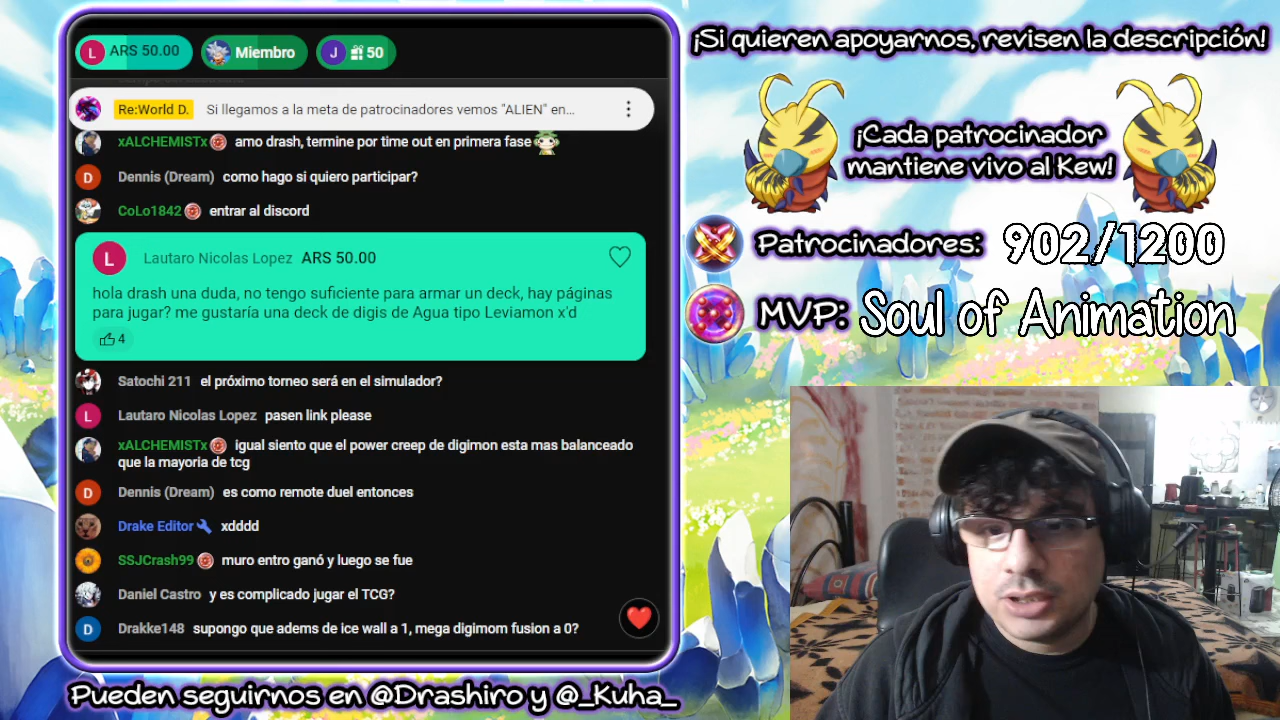 L ARS 50.00 Miembro J 50
Re:World D. Si llegamos a la meta de patrocinadores vemos "ALIEN" en...
xALCHEMISTx amo drash, termine por time out en primera fase
D Dennis (Dream) como hago si quiero participar?
CoLo1842 entrar al discord
L Lautaro Nicolas Lopez ARS 50.00
hola drash una duda, no tengo suficiente para armar un deck, hay páginas
para jugar? me gustaría una deck de digis de Agua tipo Leviamon x'd
4
Satochi 211 el próximo torneo será en el simulador?
L Lautaro Nicolas Lopez pasen link please
xALCHEMISTx igual siento que el power creep de digimon esta mas balanceado
que la mayoria de tcg
D Dennis (Dream) es como remote duel entonces
Drake Editor xdddd
SSJCrash99 muro entro ganó y luego se fue
Daniel Castro y es complicado jugar el TCG?
D Drakke148 supongo que adems de ice wall a 1, mega digimom fusion a 0?
Pueden seguirnos en @Drashiro y @_Kuha_
¡Si quieren apoyarnos, revisen la descripción!
¡Cada patrocinador
mantiene vivo al Kew!
Patrocinadores: 902/1200
MVP: Soul of Animation